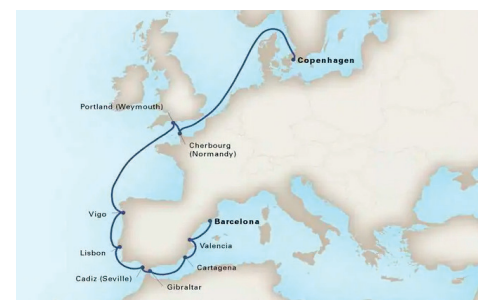 Copenhagen
Portland (Weymouth)
Cherbourg
(Normandy)
Vigo
Barcelona
Valencia
Lisbon
Cartagena
Cadiz (Seville)
Gibraltar